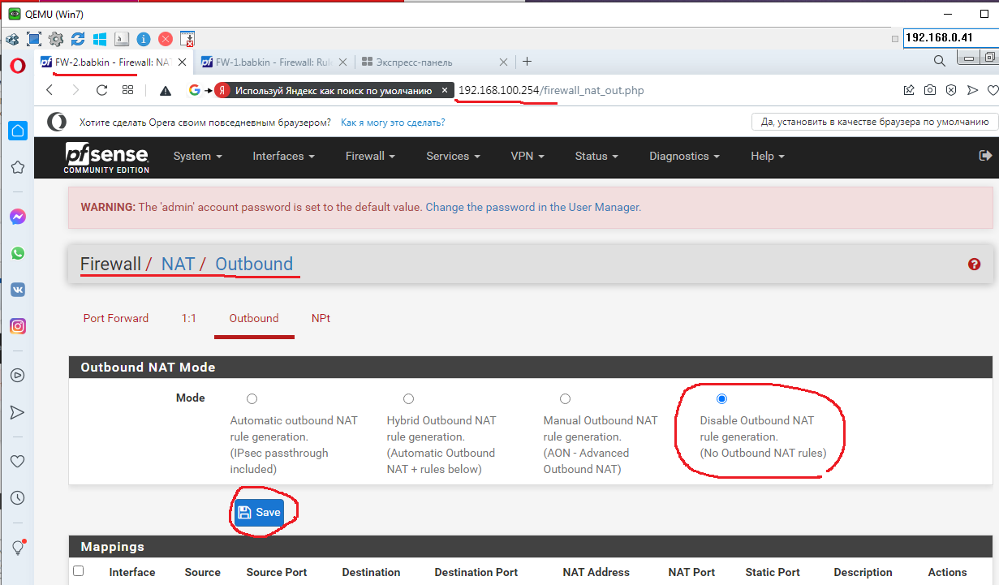 QEMU (Win7)
192.168.0.41
FW-2.babkin - Firewall: NA
FW-1.babkin - Firewall: Rul
Экспресс-панель
Используй Яндекс как поиск по умолчанию
192.168.100.254/firewall_nat_out.php
Хотите сделать Opera своим повседневным браузером? Как я могу это сделать?
Да, установить в качестве браузера по умолчанию
pfsense
COMMUNITY EDITION
System
Interfaces
Firewall
Services
VPN
Status
Diagnostics
Help
WARNING: The 'admin' account password is set to the default value. Change the password in the User Manager.
Firewall / NAT / Outbound
Port Forward
1:1
Outbound
NPt
Outbound NAT Mode
Mode
Automatic outbound NAT
rule generation.
(IPsec passthrough
included)
Hybrid Outbound NAT
rule generation.
(Automatic Outbound
NAT + rules below)
Manual Outbound NAT
rule generation.
(AON - Advanced
Outbound NAT)
Disable Outbound NAT
rule generation.
(No Outbound NAT rules)
Save
Mappings
Interface
Source
Source Port
Destination
Destination Port
NAT Address
NAT Port
Static Port
Description
Actions